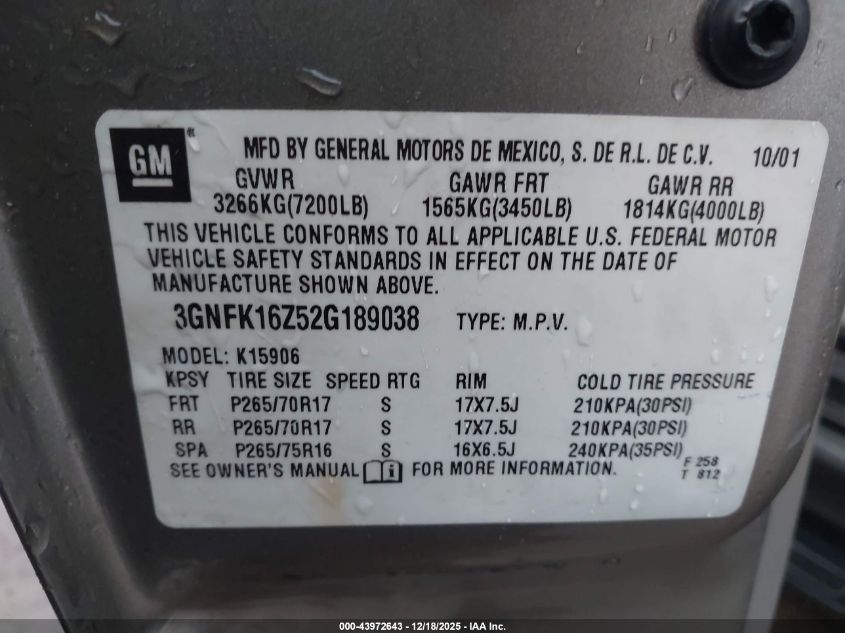 GM
MFD BY GENERAL MOTORS DE MEXICO, S. DE R.L. DE C.V. 10/01
GVWR GAWR FRT GAWR RR
3266KG(7200LB) 1565KG(3450LB) 1814KG(4000LB)
THIS VEHICLE CONFORMS TO ALL APPLICABLE U.S. FEDERAL MOTOR
VEHICLE SAFETY STANDARDS IN EFFECT ON THE DATE OF
MANUFACTURE SHOWN ABOVE.
3GNFK16Z52G189038 TYPE: M.P.V.
MODEL: K15906
KPSY TIRE SIZE SPEED RTG RIM COLD TIRE PRESSURE
FRT P265/70R17 S 17X7.5J 210KPA(30PSI)
RR P265/70R17 S 17X7.5J 210KPA(30PSI)
SPA P265/75R16 S 16X6.5J 240KPA(35PSI)
SEE OWNER'S MANUAL FOR MORE INFORMATION.
F 258
T 812
000-43972643 / 12/18/2025 - IAA Inc.